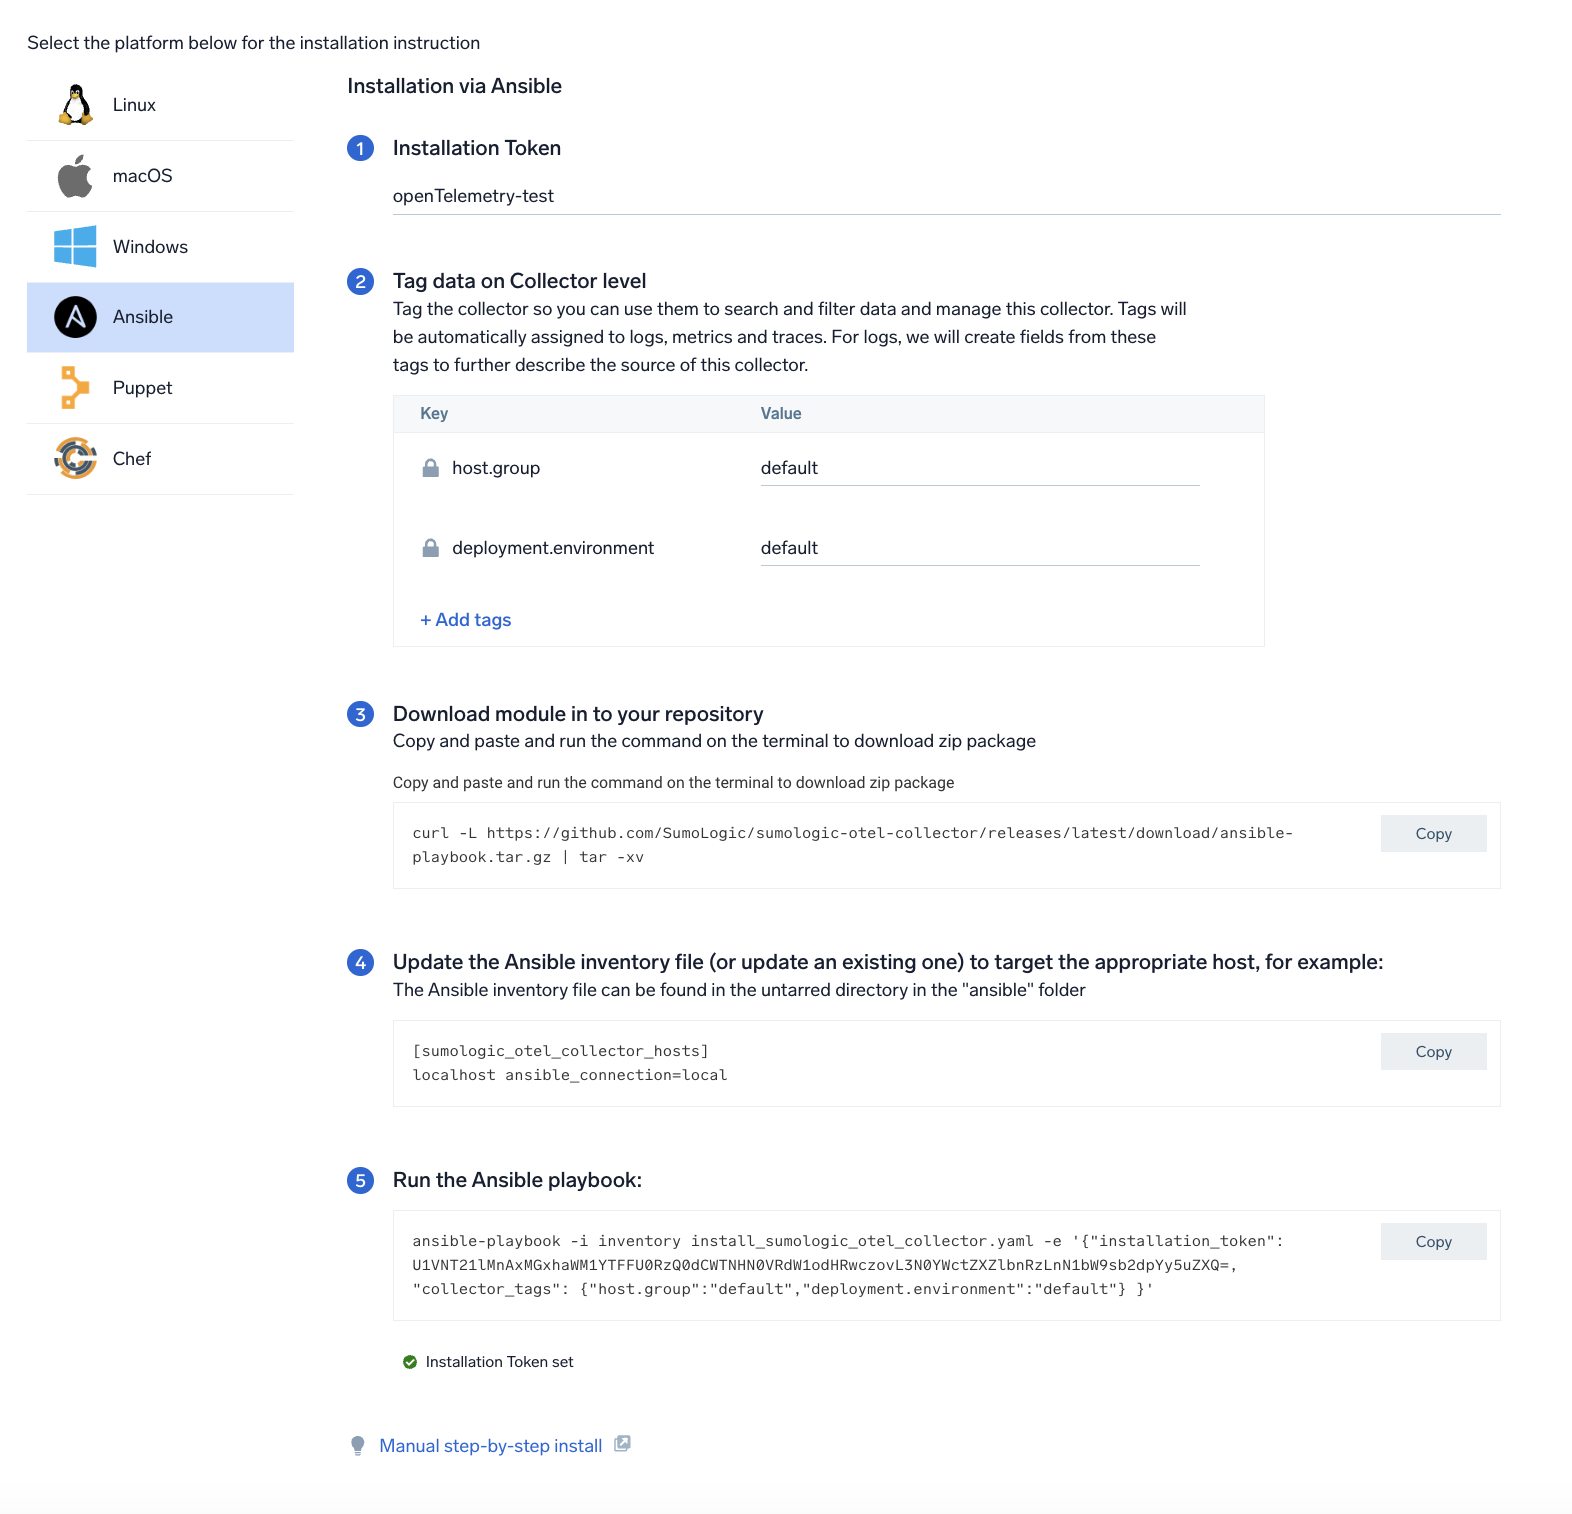 Select the platform below for the installation instruction
Linux
macOS
Windows
Ansible
Puppet
Chef
Installation via Ansible
1 Installation Token
openTelemetry-test
2 Tag data on Collector level
Tag the collector so you can use them to search and filter data and manage this collector. Tags will
be automatically assigned to logs, metrics and traces. For logs, we will create fields from these
tags to further describe the source of this collector.
Key Value
host.group default
deployment.environment default
+ Add tags
3 Download module in to your repository
Copy and paste and run the command on the terminal to download zip package
Copy and paste and run the command on the terminal to download zip package
curl -L https://github.com/SumoLogic/sumologic-otel-collector/releases/latest/download/ansible-
playbook.tar.gz | tar -xv
Copy
4 Update the Ansible inventory file (or update an existing one) to target the appropriate host, for example:
The Ansible inventory file can be found in the untarred directory in the "ansible" folder
[sumologic_otel_collector_hosts]
localhost ansible_connection=local
Copy
5 Run the Ansible playbook:
ansible-playbook -i inventory install_sumologic_otel_collector.yaml -e '{"installation_token":
U1VNT21lMnAxMGxhaWM1YTFFU0RzQ0dCWTNHN0VRdW1odHRwczovL3N0YWctZXZlbnRzLnN1bW9sb2dpYy5uZXQ=,
"collector_tags": {"host.group":"default","deployment.environment":"default"} }'
Copy
Installation Token set
Manual step-by-step install